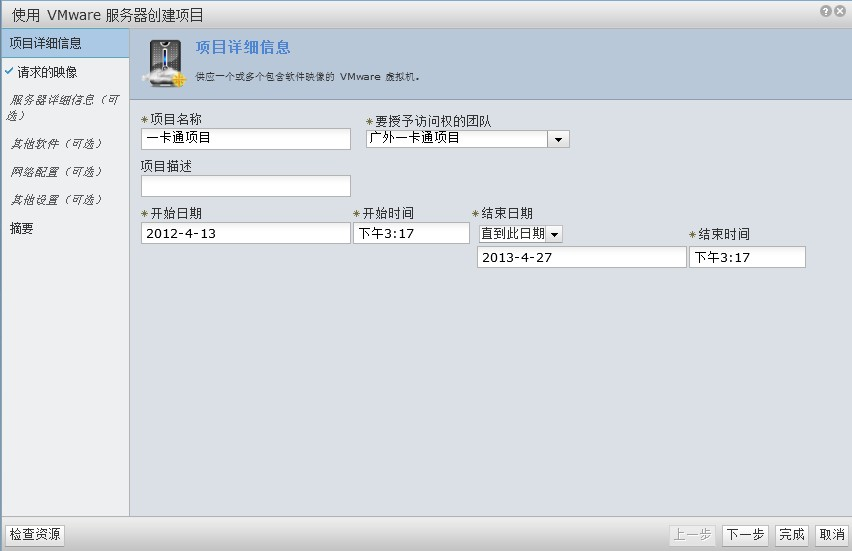 使用 VMware 服务器创建项目
项目详细信息
请求的映像
服务器详细信息（可
选）
其他软件（可选）
网络配置（可选）
其他设置（可选）
摘要
项目详细信息
供应一个或多个包含软件映像的 VMware 虚拟机。
*项目名称
一卡通项目
*要授予访问权的团队
广外一卡通项目
项目描述
*开始日期
2012-4-13
*开始时间
下午3:17
*结束日期
直到此日期
2013-4-27
*结束时间
下午3:17
检查资源
上一步
下一步
完成
取消